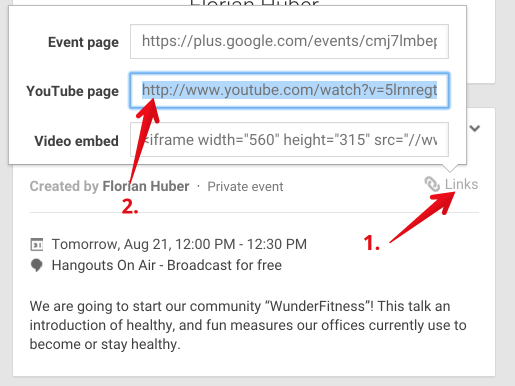 Florian Huber
Event page https://plus.google.com/events/cmj7lmbep
YouTube page http://www.youtube.com/watch?v=5lrnregt
Video embed <iframe width="560" height="315" src="//wv
Created by Florian Huber · Private event Links
2.
1.
Tomorrow, Aug 21, 12:00 PM - 12:30 PM
Hangouts On Air - Broadcast for free
We are going to start our community “WunderFitness”! This talk an
introduction of healthy, and fun measures our offices currently use to
become or stay healthy.